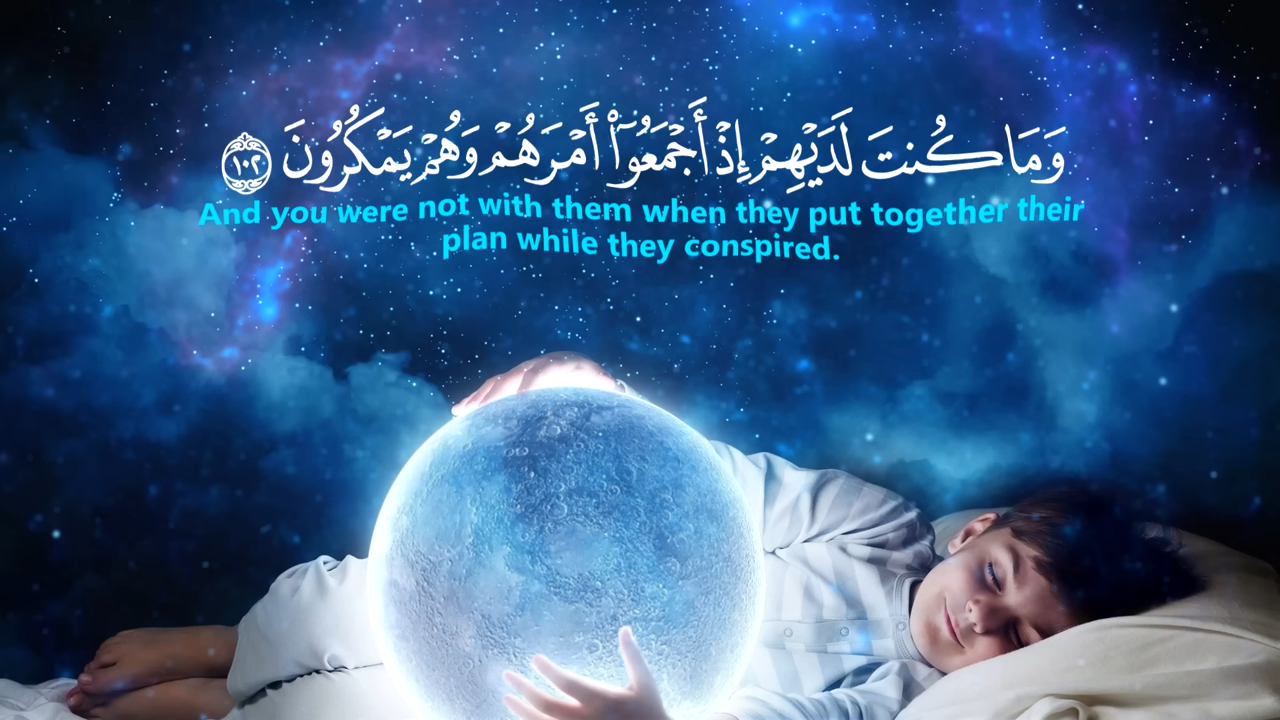 وَمَا كُنتَ لَدَيْهِمْ إِذْ أَجْمَعُوٓا۟ أَمْرَهُمْ وَهُمْ يَمْكُرُونَ ١٠٢
And you were not with them when they put together their
plan while they conspired.